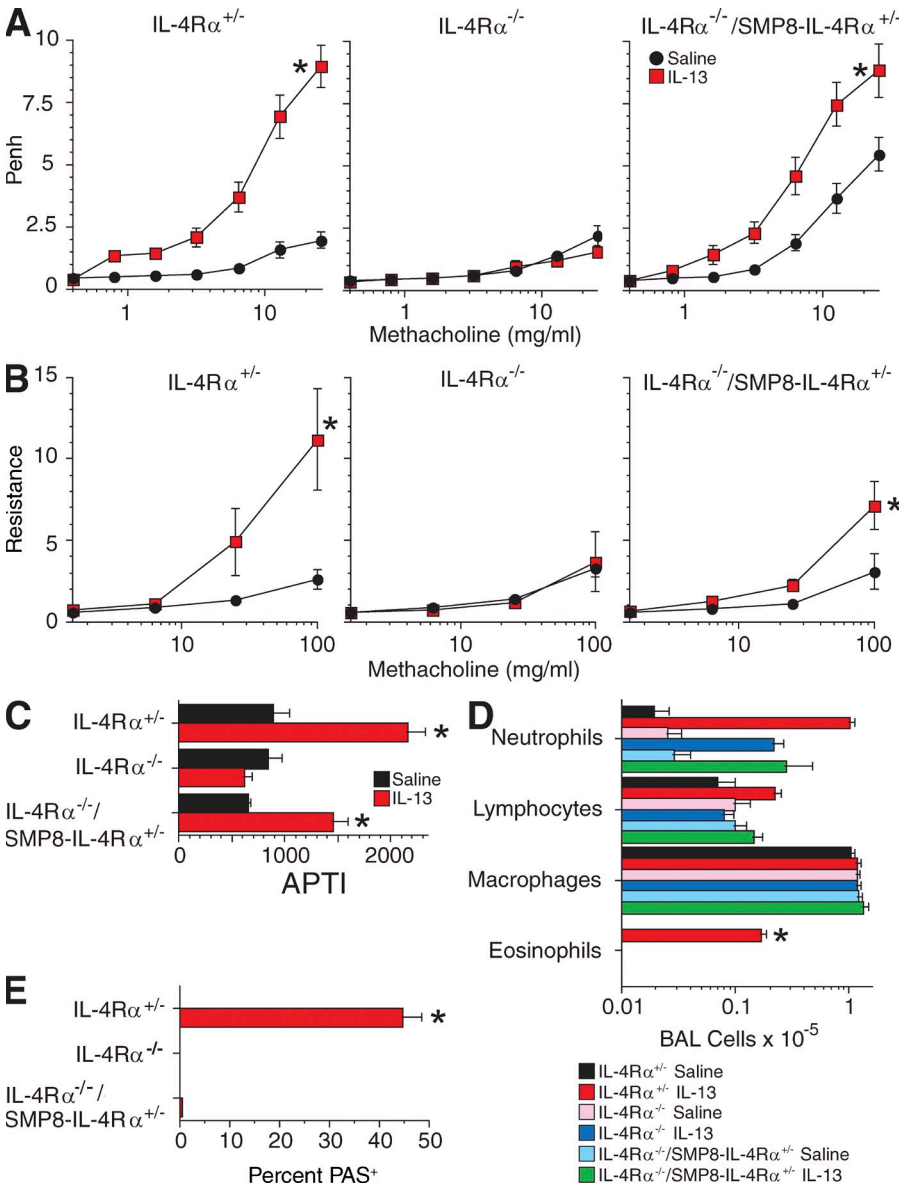 A
IL-4Rα+/- IL-4Rα-/- IL-4Rα-/-/SMP8-IL-4Rα+/-
Saline
IL-13
Penh
10
7.5
5
2.5
0
* *
1 10 1 10 1 10
Methacholine (mg/ml)
B
IL-4Rα+/- IL-4Rα-/- IL-4Rα-/-/SMP8-IL-4Rα+/-
Resistance
15
10
5
0
* *
10 100 10 100 10 100
Methacholine (mg/ml)
C
IL-4Rα+/-
IL-4Rα-/-
IL-4Rα-/-/
SMP8-IL-4Rα+/-
*
*
Saline
IL-13
0 1000 2000
APTI
D
Neutrophils
Lymphocytes
Macrophages
Eosinophils
*
0.01 0.1 1
BAL Cells x 10-5
IL-4Rα+/- Saline
IL-4Rα+/- IL-13
IL-4Rα-/- Saline
IL-4Rα-/- IL-13
IL-4Rα-/-/SMP8-IL-4Rα+/- Saline
IL-4Rα-/-/SMP8-IL-4Rα+/- IL-13
E
IL-4Rα+/-
IL-4Rα-/-
IL-4Rα-/-/
SMP8-IL-4Rα+/-
*
0 10 20 30 40 50
Percent PAS+